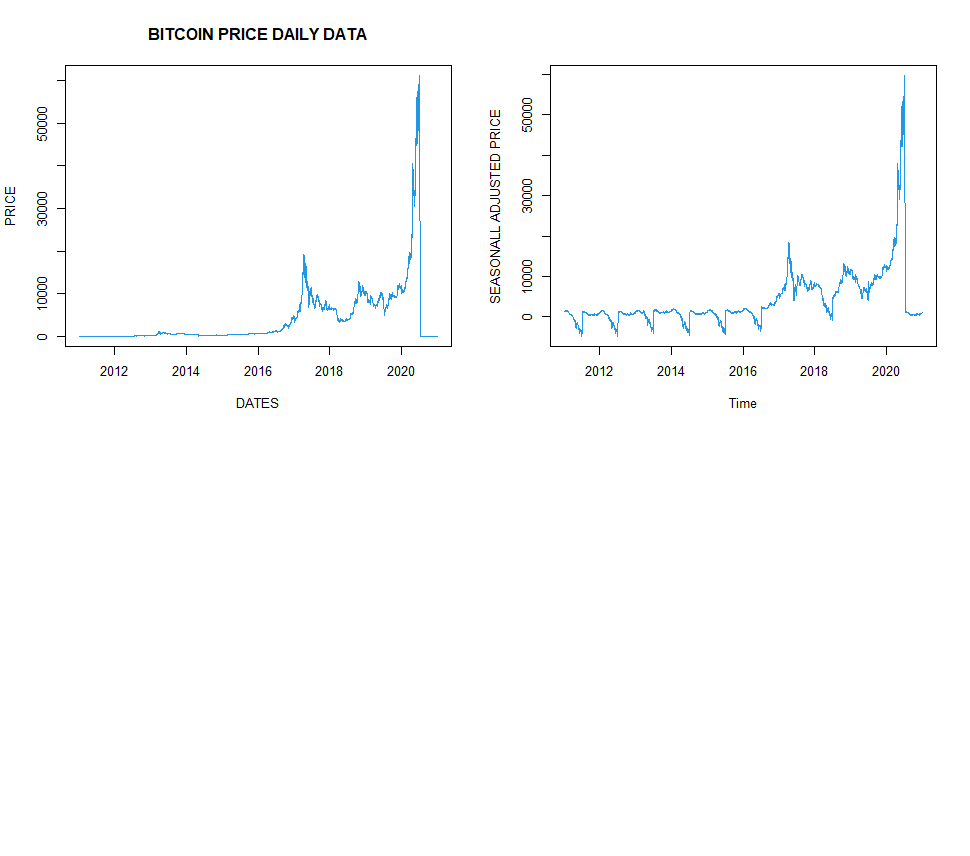 BITCOIN PRICE DAILY DATA
PRICE
0
10000
30000
50000
2012 2014 2016 2018 2020
DATES
SEASONALL ADJUSTED PRICE
0
10000
30000
50000
2012 2014 2016 2018 2020
Time